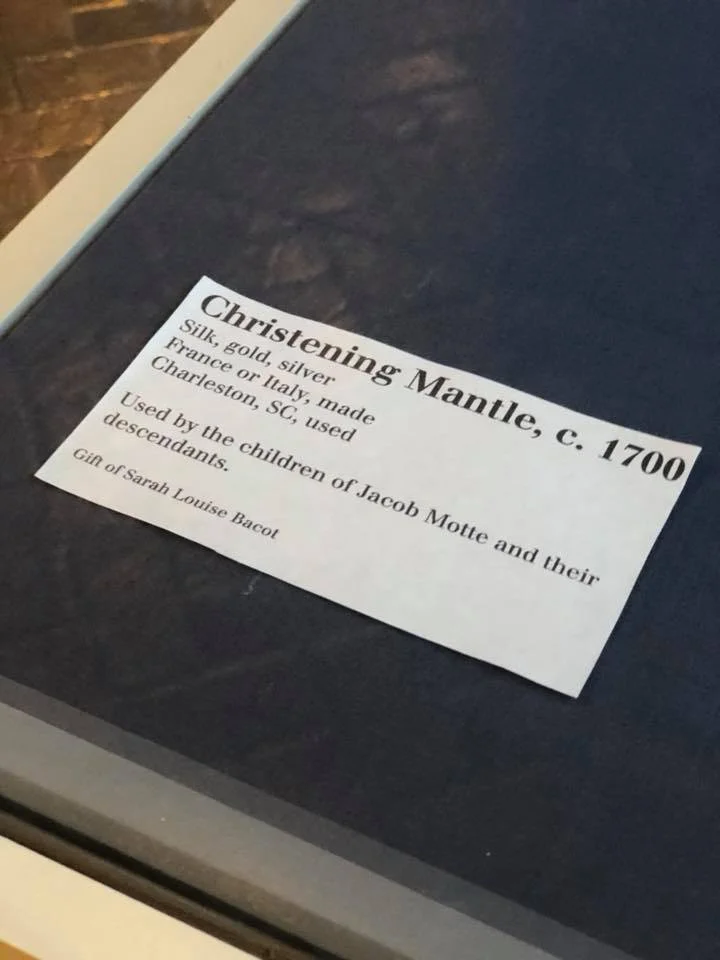 Christening Mantle, c. 1700
Silk, gold, silver
France or Italy, made
Charleston, SC, used
Used by the children of Jacob Motte and their
descendants.
Gift of Sarah Louise Bacot